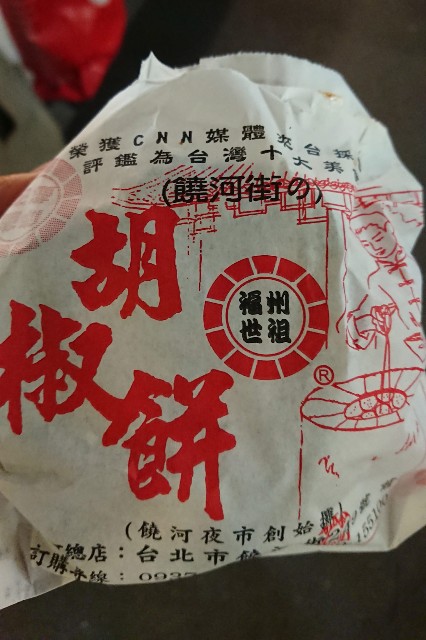 榮獲CNN媒體來台採
評鑑為台灣十大美
(饒河街の)
胡椒餅
福州
世祖
®
(饒河夜市創始
總店：台北市饒
訂購專線：0937